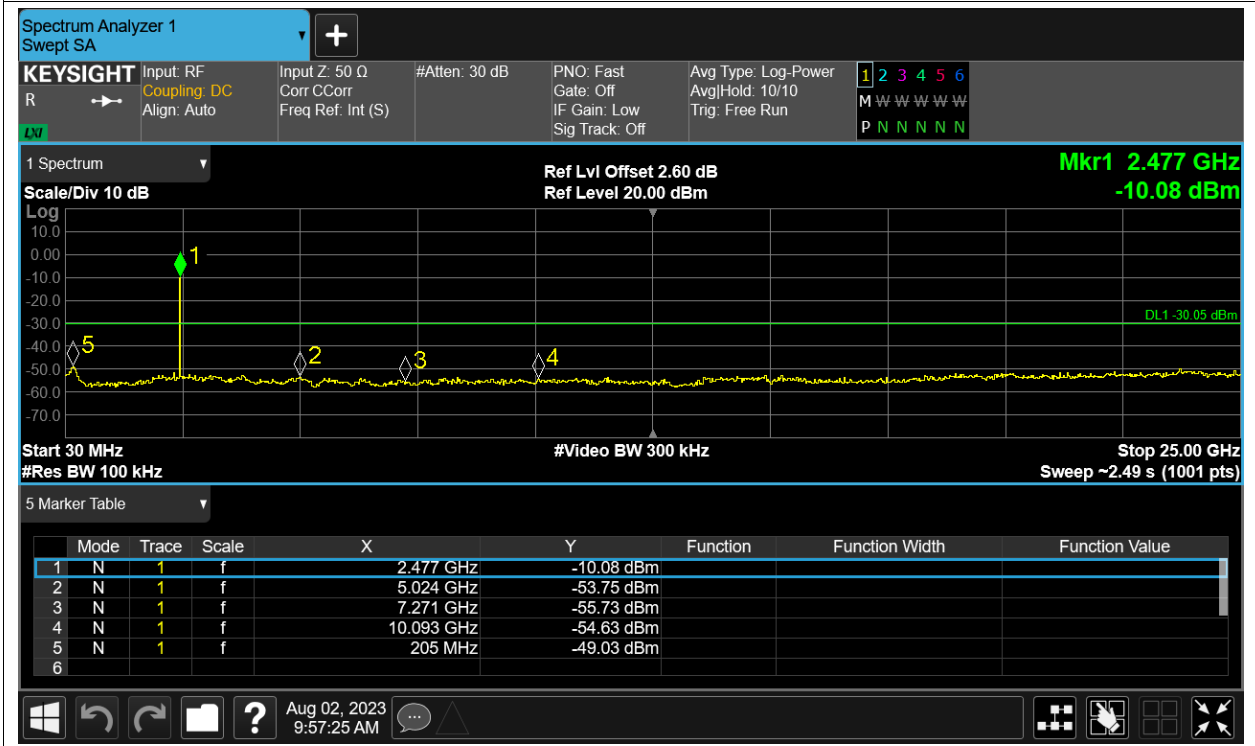 Spectrum Analyzer 1
Swept SA
+
KEYSIGHT
R
LXI
Input: RF
Coupling: DC
Align: Auto
Input Z: 50 Ω
Corr CCorr
Freq Ref: Int (S)
#Atten: 30 dB
PNO: Fast
Gate: Off
IF Gain: Low
Sig Track: Off
Avg Type: Log-Power
Avg|Hold: 10/10
Trig: Free Run
1 2 3 4 5 6
M W W W W W
P N N N N N
1 Spectrum
Scale/Div 10 dB
Ref Lvl Offset 2.60 dB
Ref Level 20.00 dBm
Mkr1 2.477 GHz
-10.08 dBm
Log
10.0
0.00
-10.0
-20.0
-30.0
-40.0
-50.0
-60.0
-70.0
1
DL1 -30.05 dBm
5
2
3
4
Start 30 MHz
#Res BW 100 kHz
#Video BW 300 kHz
Stop 25.00 GHz
Sweep ~2.49 s (1001 pts)
5 Marker Table
Mode Trace Scale X Y Function Function Width Function Value
1 N 1 f 2.477 GHz -10.08 dBm
2 N 1 f 5.024 GHz -53.75 dBm
3 N 1 f 7.271 GHz -55.73 dBm
4 N 1 f 10.093 GHz -54.63 dBm
5 N 1 f 205 MHz -49.03 dBm
6
?
Aug 02, 2023
9:57:25 AM